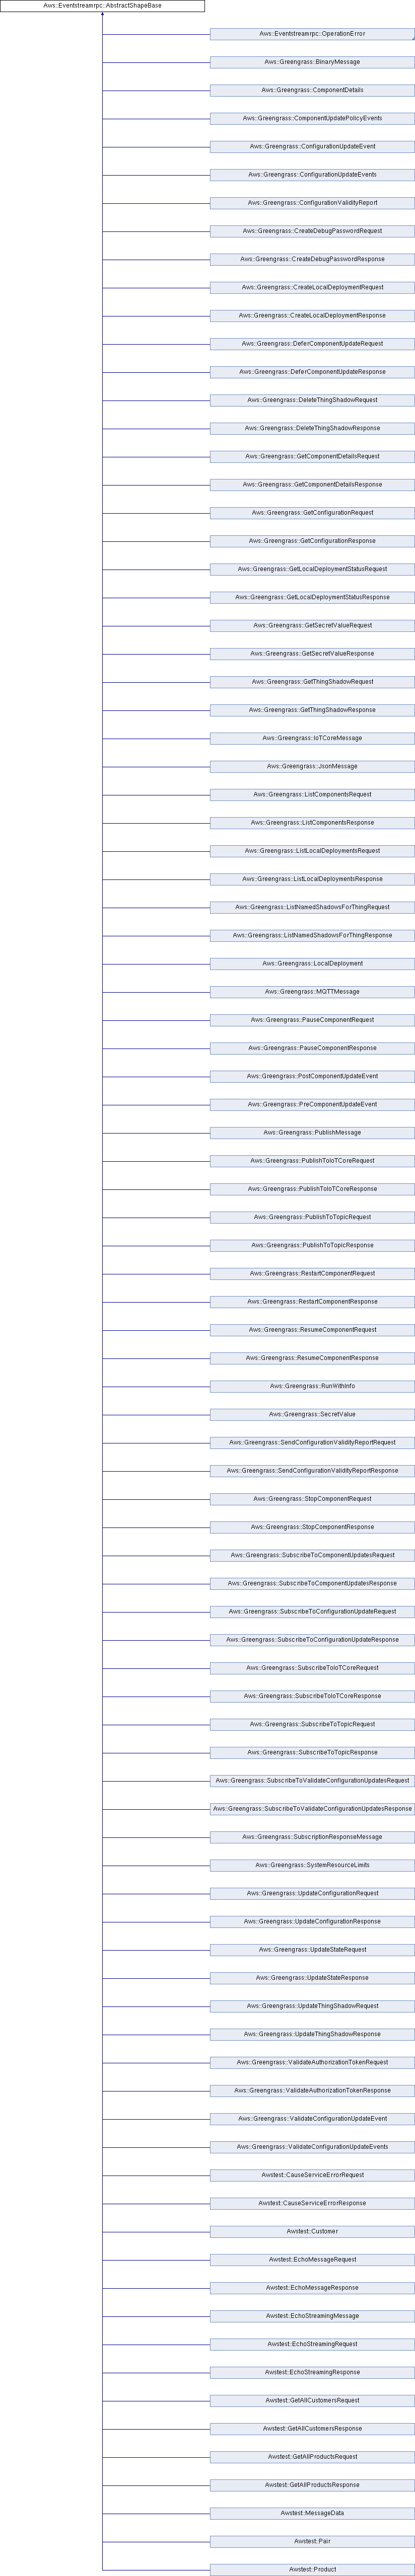 Aws::Eventstreamrpc::AbstractShapeBase
Aws::Eventstreamrpc::OperationError
Aws::Greengrass::BinaryMessage
Aws::Greengrass::ComponentDetails
Aws::Greengrass::ComponentUpdatePolicyEvents
Aws::Greengrass::ConfigurationUpdateEvent
Aws::Greengrass::ConfigurationUpdateEvents
Aws::Greengrass::ConfigurationValidityReport
Aws::Greengrass::CreateDebugPasswordRequest
Aws::Greengrass::CreateDebugPasswordResponse
Aws::Greengrass::CreateLocalDeploymentRequest
Aws::Greengrass::CreateLocalDeploymentResponse
Aws::Greengrass::DeferComponentUpdateRequest
Aws::Greengrass::DeferComponentUpdateResponse
Aws::Greengrass::DeleteThingShadowRequest
Aws::Greengrass::DeleteThingShadowResponse
Aws::Greengrass::GetComponentDetailsRequest
Aws::Greengrass::GetComponentDetailsResponse
Aws::Greengrass::GetConfigurationRequest
Aws::Greengrass::GetConfigurationResponse
Aws::Greengrass::GetLocalDeploymentStatusRequest
Aws::Greengrass::GetLocalDeploymentStatusResponse
Aws::Greengrass::GetSecretValueRequest
Aws::Greengrass::GetSecretValueResponse
Aws::Greengrass::GetThingShadowRequest
Aws::Greengrass::GetThingShadowResponse
Aws::Greengrass::IoTCoreMessage
Aws::Greengrass::JsonMessage
Aws::Greengrass::ListComponentsRequest
Aws::Greengrass::ListComponentsResponse
Aws::Greengrass::ListLocalDeploymentsRequest
Aws::Greengrass::ListLocalDeploymentsResponse
Aws::Greengrass::ListNamedShadowsForThingRequest
Aws::Greengrass::ListNamedShadowsForThingResponse
Aws::Greengrass::LocalDeployment
Aws::Greengrass::MQTTMessage
Aws::Greengrass::PauseComponentRequest
Aws::Greengrass::PauseComponentResponse
Aws::Greengrass::PostComponentUpdateEvent
Aws::Greengrass::PreComponentUpdateEvent
Aws::Greengrass::PublishMessage
Aws::Greengrass::PublishToIoTCoreRequest
Aws::Greengrass::PublishToIoTCoreResponse
Aws::Greengrass::PublishToTopicRequest
Aws::Greengrass::PublishToTopicResponse
Aws::Greengrass::RestartComponentRequest
Aws::Greengrass::RestartComponentResponse
Aws::Greengrass::ResumeComponentRequest
Aws::Greengrass::ResumeComponentResponse
Aws::Greengrass::RunWithInfo
Aws::Greengrass::SecretValue
Aws::Greengrass::SendConfigurationValidityReportRequest
Aws::Greengrass::SendConfigurationValidityReportResponse
Aws::Greengrass::StopComponentRequest
Aws::Greengrass::StopComponentResponse
Aws::Greengrass::SubscribeToComponentUpdatesRequest
Aws::Greengrass::SubscribeToComponentUpdatesResponse
Aws::Greengrass::SubscribeToConfigurationUpdateRequest
Aws::Greengrass::SubscribeToConfigurationUpdateResponse
Aws::Greengrass::SubscribeToIoTCoreRequest
Aws::Greengrass::SubscribeToIoTCoreResponse
Aws::Greengrass::SubscribeToTopicRequest
Aws::Greengrass::SubscribeToTopicResponse
Aws::Greengrass::SubscribeToValidateConfigurationUpdatesRequest
Aws::Greengrass::SubscribeToValidateConfigurationUpdatesResponse
Aws::Greengrass::SubscriptionResponseMessage
Aws::Greengrass::SystemResourceLimits
Aws::Greengrass::UpdateConfigurationRequest
Aws::Greengrass::UpdateConfigurationResponse
Aws::Greengrass::UpdateStateRequest
Aws::Greengrass::UpdateStateResponse
Aws::Greengrass::UpdateThingShadowRequest
Aws::Greengrass::UpdateThingShadowResponse
Aws::Greengrass::ValidateAuthorizationTokenRequest
Aws::Greengrass::ValidateAuthorizationTokenResponse
Aws::Greengrass::ValidateConfigurationUpdateEvent
Aws::Greengrass::ValidateConfigurationUpdateEvents
Awstest::CauseServiceErrorRequest
Awstest::CauseServiceErrorResponse
Awstest::Customer
Awstest::EchoMessageRequest
Awstest::EchoMessageResponse
Awstest::EchoStreamingMessage
Awstest::EchoStreamingRequest
Awstest::EchoStreamingResponse
Awstest::GetAllCustomersRequest
Awstest::GetAllCustomersResponse
Awstest::GetAllProductsRequest
Awstest::GetAllProductsResponse
Awstest::MessageData
Awstest::Pair
Awstest::Product